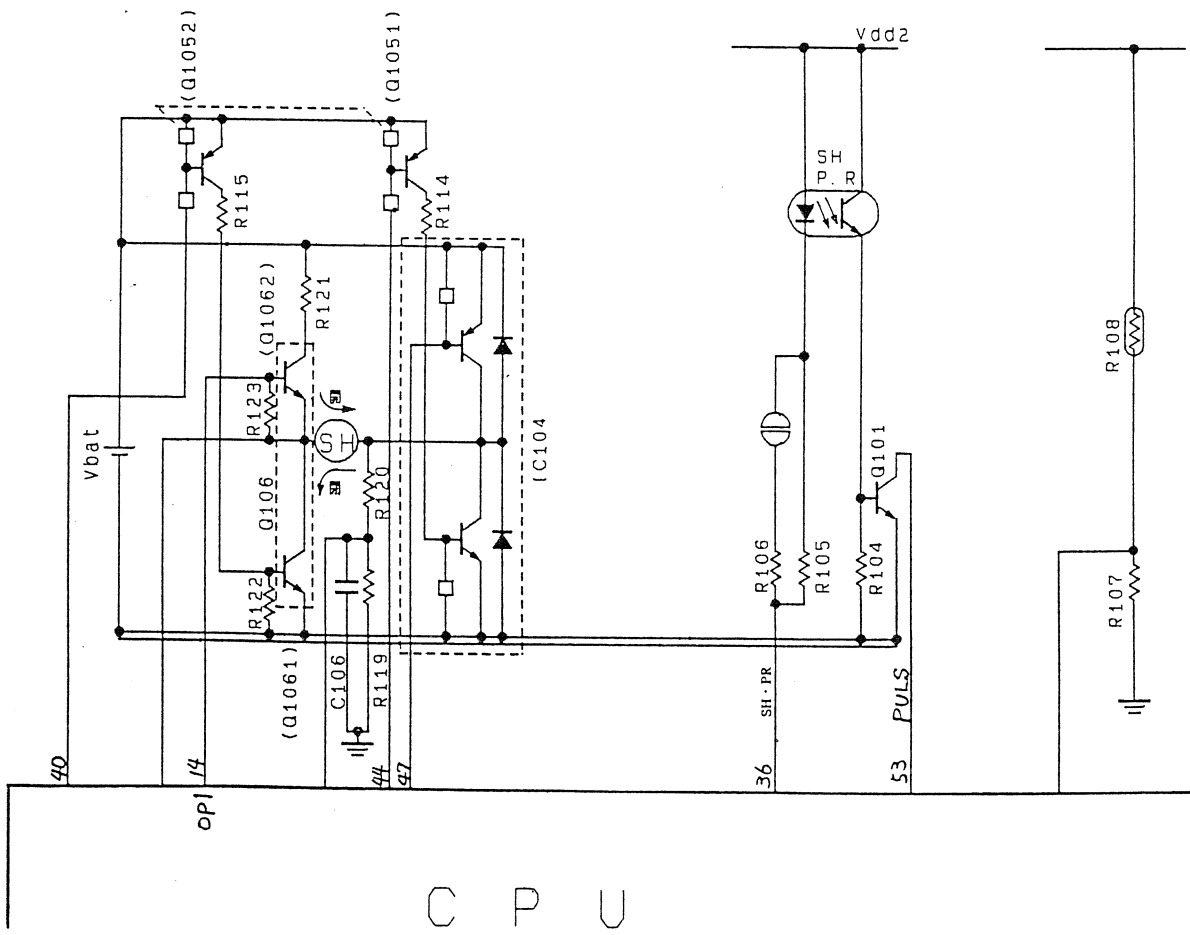 (Q1052)
(Q1051)
Vdd2
SH
P. R
R115
R114
(Q1062)
R121
R123
Vbat
SH
Q106
R120
IC104
R108
Q101
R122
R106
R105
R104
R107
(Q1061)
C106
R119
SH · PR
PULS
40
14
44
47
36
53
OP1
CPU